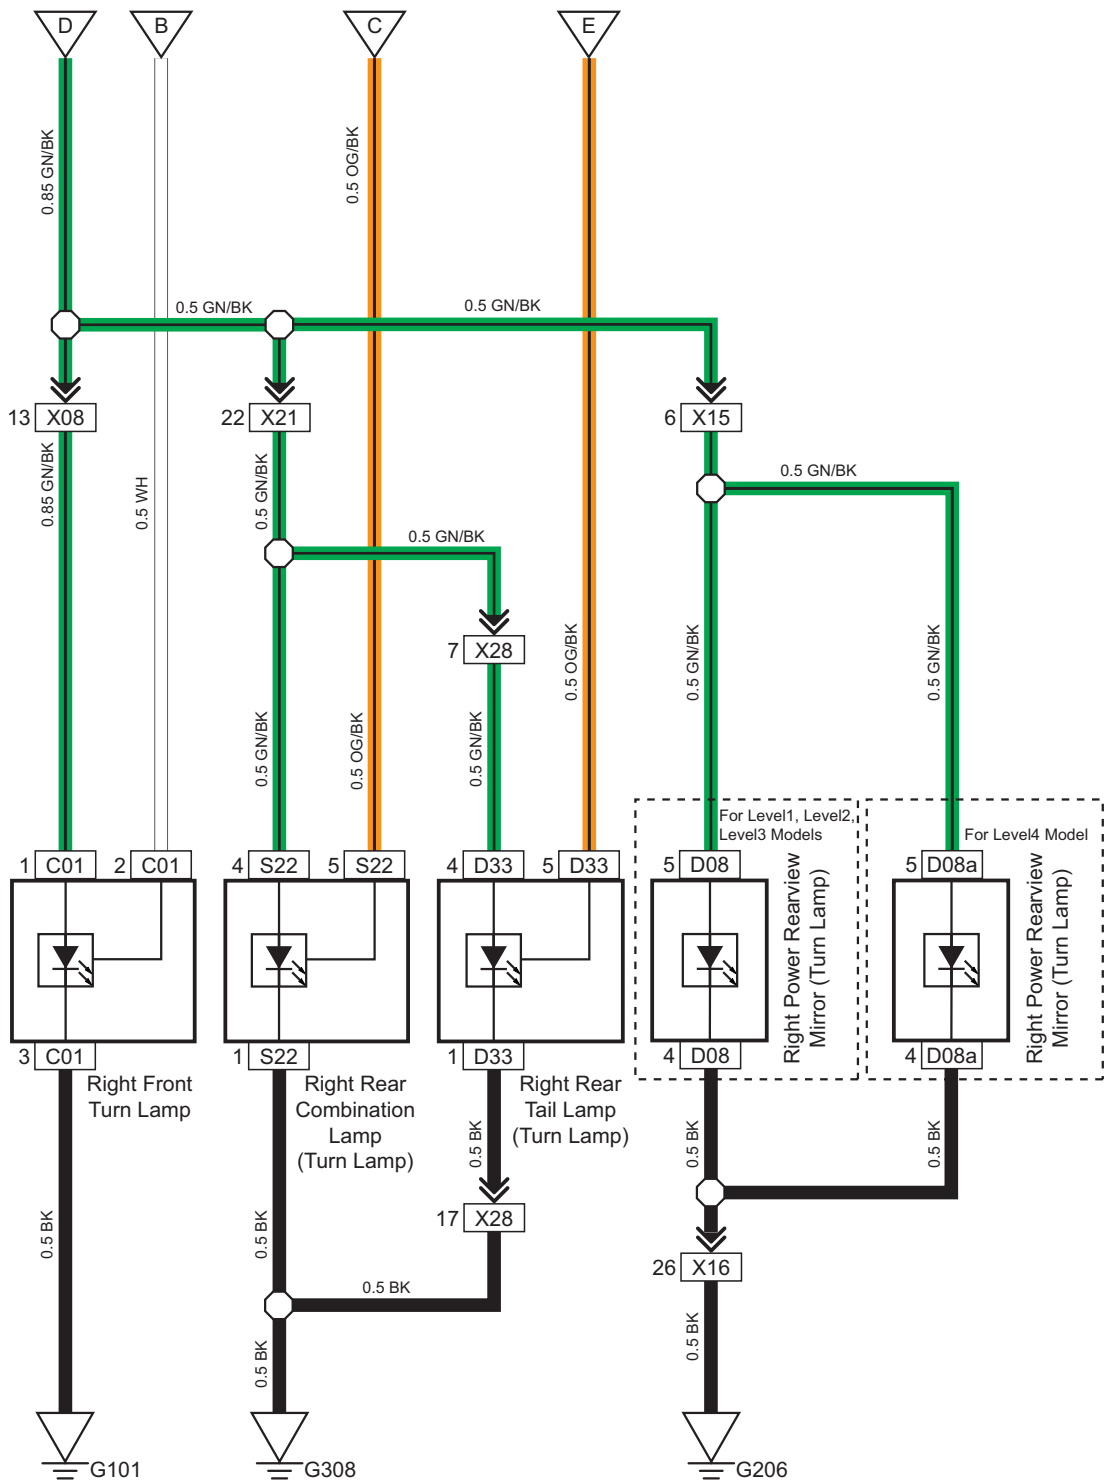 D
B
C
E
0.85 GN/BK
0.5 OG/BK
0.5 GN/BK
0.5 GN/BK
13 X08
22 X21
6 X15
0.85 GN/BK
0.5 WH
0.5 GN/BK
0.5 GN/BK
0.5 GN/BK
7 X28
0.5 GN/BK
0.5 OG/BK
0.5 GN/BK
0.5 OG/BK
0.5 GN/BK
0.5 GN/BK
For Level1, Level2,
Level3 Models
For Level4 Model
1 C01
2 C01
4 S22
5 S22
4 D33
5 D33
5 D08
5 D08a
Right Power Rearview
Mirror (Turn Lamp)
Right Power Rearview
Mirror (Turn Lamp)
3 C01
1 S22
1 D33
4 D08
4 D08a
Right Front
Turn Lamp
Right Rear
Combination
Lamp
(Turn Lamp)
Right Rear
Tail Lamp
(Turn Lamp)
0.5 BK
0.5 BK
0.5 BK
17 X28
0.5 BK
0.5 BK
26 X16
0.5 BK
0.5 BK
0.5 BK
G101
G308
G206